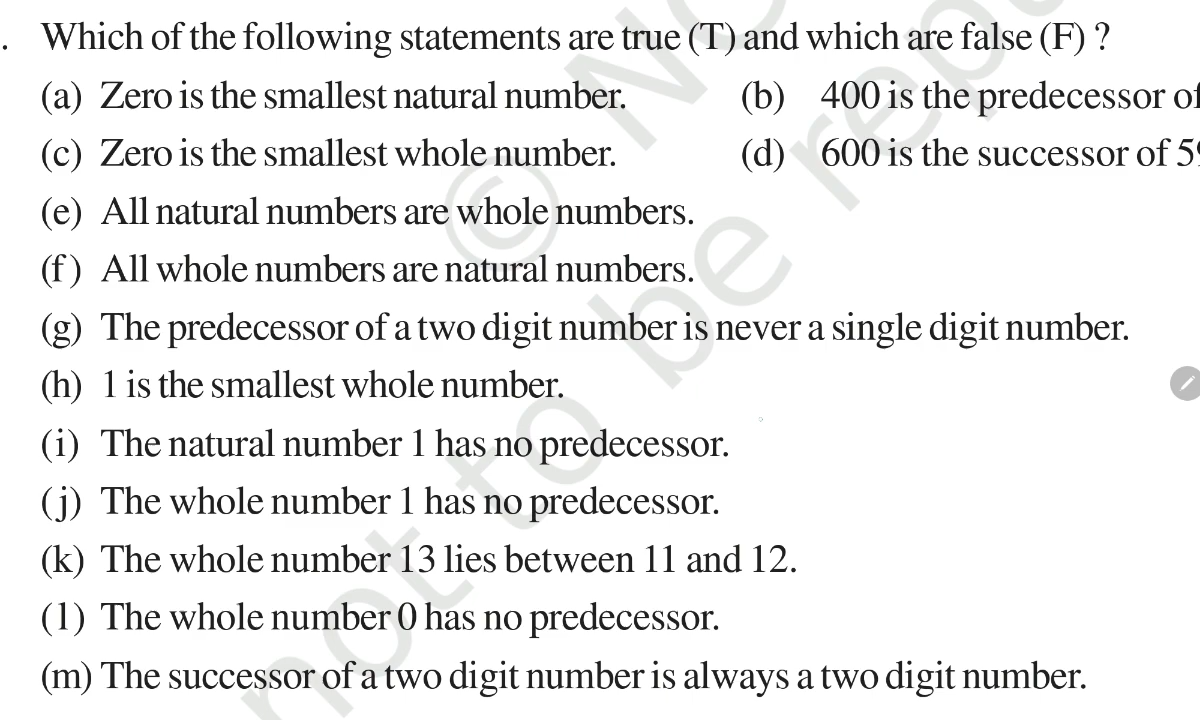 . Which of the following statements are true (T) and which are false (F) ?
(a) Zero is the smallest natural number. (b) 400 is the predecessor of
(c) Zero is the smallest whole number. (d) 600 is the successor of
(e) All natural numbers are whole numbers.
(f) All whole numbers are natural numbers.
(g) The predecessor of a two digit number is never a single digit number.
(h) 1 is the smallest whole number.
(i) The natural number 1 has no predecessor.
(j) The whole number 1 has no predecessor.
(k) The whole number 13 lies between 11 and 12.
(l) The whole number 0 has no predecessor.
(m) The successor of a two digit number is always a two digit number.
©
not to be